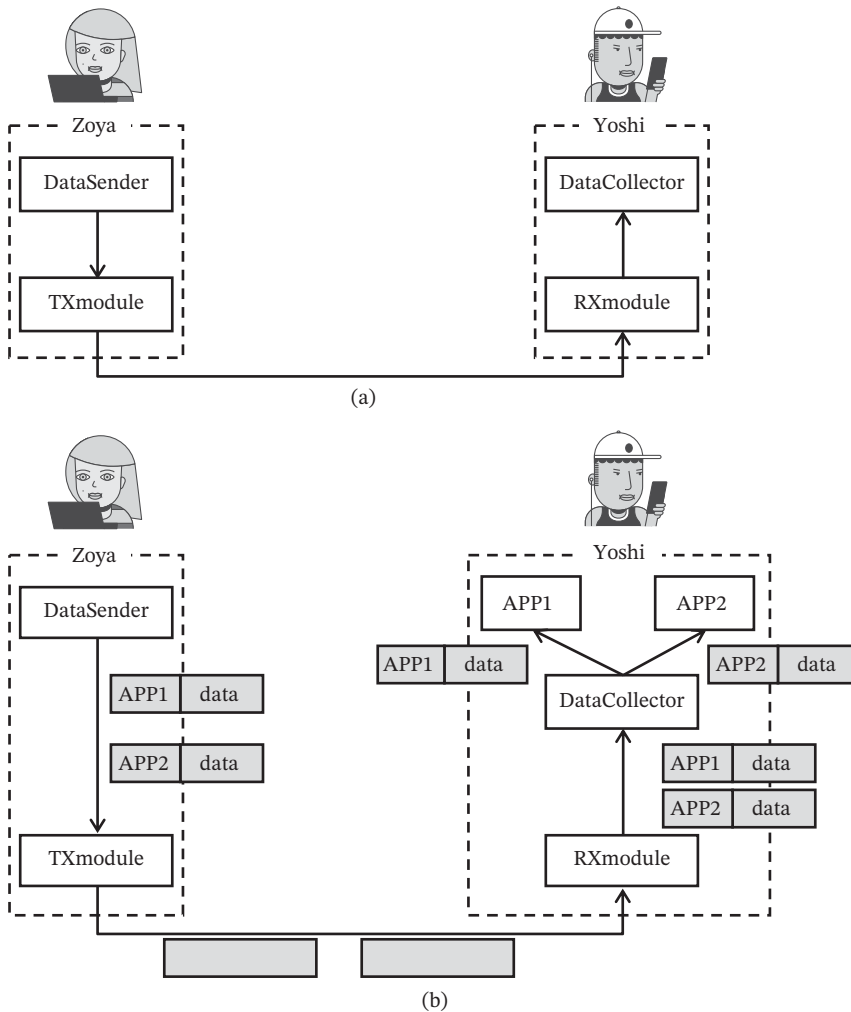 Zoya
Yoshi
DataSender
DataCollector
TXmodule
RXmodule
(a)
Zoya
Yoshi
DataSender
APP1
APP2
APP1 data
APP2 data
APP1 data
DataCollector
APP2 data
APP1 data
APP2 data
TXmodule
RXmodule
(b)